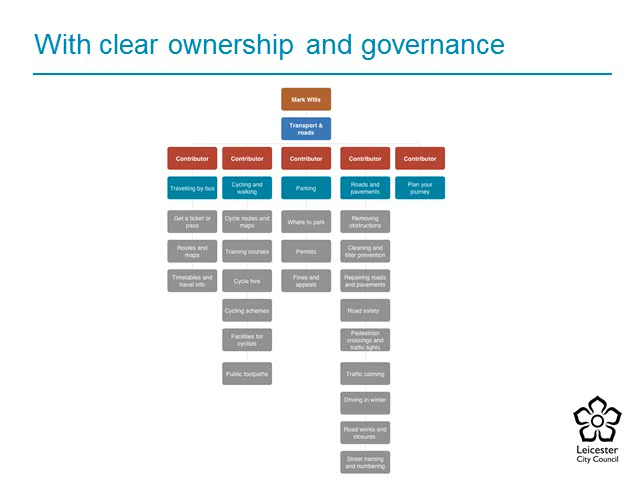 With clear ownership and governance
Mark Wills
Transport &
roads
Contributor
Contributor
Contributor
Contributor
Contributor
Travelling by bus
Cycling and
walking
Parking
Roads and
pavements
Plan your
journey
Get a ticket or
pass
Cycle routes and
maps
Where to park
Removing
obstructions
Routes and
maps
Training courses
Permits
Cleaning and
litter prevention
Timetables and
travel info
Cycle hire
Fines and
appeals
Repairing roads
and pavements
Cycling schemes
Road safety
Facilities for
cyclists
Pedestrian
crossings and
traffic lights
Public footpaths
Traffic calming
Driving in winter
Road works and
closures
Street naming
and numbering
Leicester
City Council